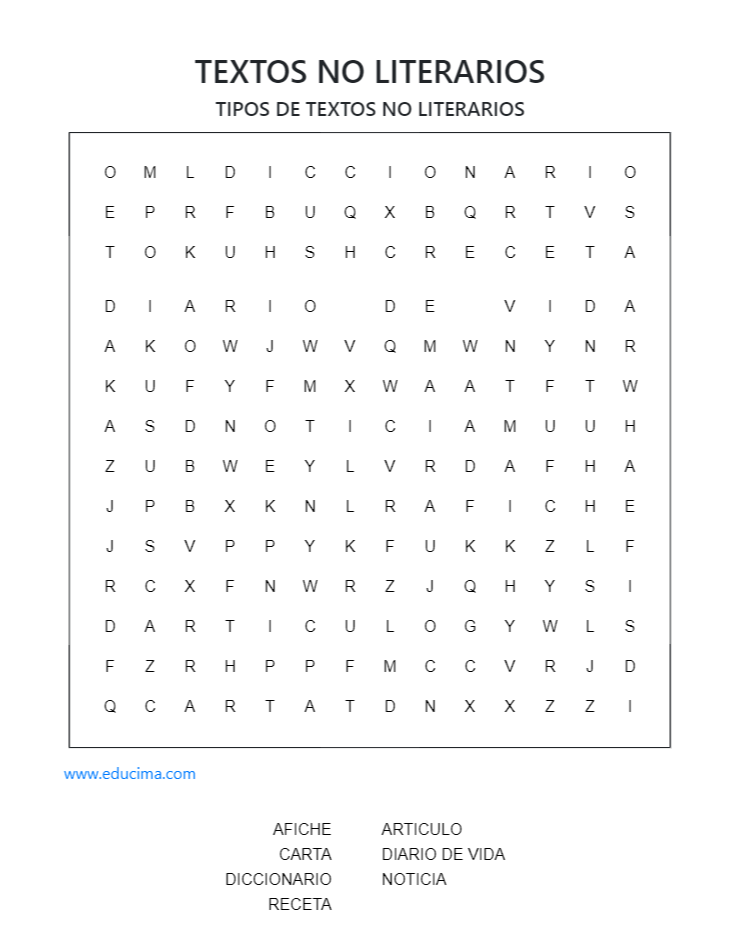 TEXTOS NO LITERARIOS
TIPOS DE TEXTOS NO LITERARIOS
O M L D I C C I O N A R I O
E P R F B U Q X B Q R T V S
T O K U H S H C R E C E T A
D I A R I O D E V I D A
A K O W J W V Q M W N Y N R
K U F Y F M X W A A T F T W
A S D N O T I C I A M U U H
Z U B W E Y L V R D A F H A
J P B X K N L R A F I C H E
J S V P P Y K F U K K Z L F
R C X F N W R Z J Q H Y S I
D A R T I C U L O G Y W L S
F Z R H P P F M C C V R J D
Q C A R T A T D N X X Z Z I
www.educima.com
AFICHE ARTICULO
CARTA DIARIO DE VIDA
DICCIONARIO NOTICIA
RECETA